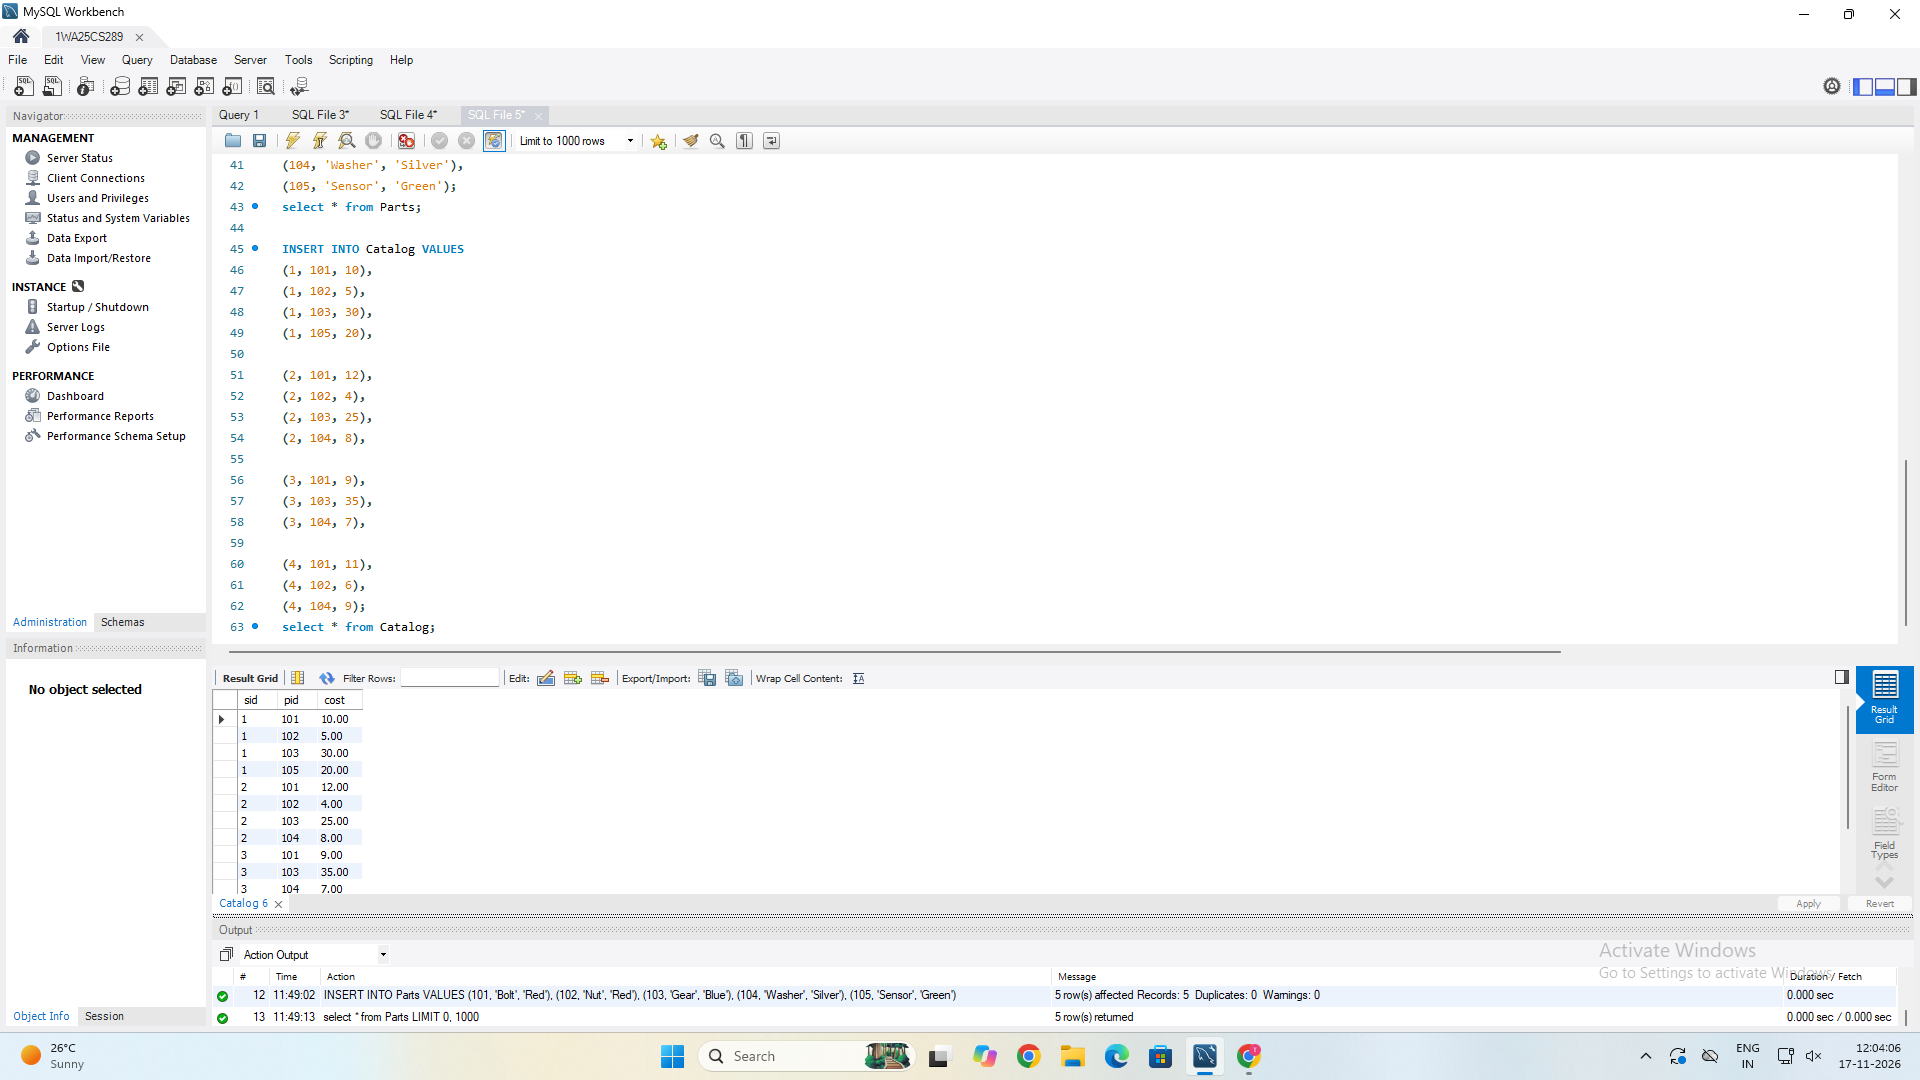 MySQL Workbench
1WA25CS289
File Edit View Query Database Server Tools Scripting Help
Navigator
MANAGEMENT
Server Status
Client Connections
Users and Privileges
Status and System Variables
Data Export
Data Import/Restore
INSTANCE
Startup / Shutdown
Server Logs
Options File
PERFORMANCE
Dashboard
Performance Reports
Performance Schema Setup
Administration Schemas
Information
No object selected
Object Info Session
Query 1 SQL File 3* SQL File 4* SQL File 5*
Limit to 1000 rows
41 (104, 'Washer', 'Silver'),
42 (105, 'Sensor', 'Green');
43 select * from Parts;
44
45 INSERT INTO Catalog VALUES
46 (1, 101, 10),
47 (1, 102, 5),
48 (1, 103, 30),
49 (1, 105, 20),
50
51 (2, 101, 12),
52 (2, 102, 4),
53 (2, 103, 25),
54 (2, 104, 8),
55
56 (3, 101, 9),
57 (3, 103, 35),
58 (3, 104, 7),
59
60 (4, 101, 11),
61 (4, 102, 6),
62 (4, 104, 9);
63 select * from Catalog;
Result Grid Filter Rows: Edit: Export/Import: Wrap Cell Content:
sid pid cost
1 101 10.00
1 102 5.00
1 103 30.00
1 105 20.00
2 101 12.00
2 102 4.00
2 103 25.00
2 104 8.00
3 101 9.00
3 103 35.00
3 104 7.00
Result Grid
Form Editor
Field Types
Catalog 6 Apply Revert
Output
Action Output
Activate Windows
Go to Settings to activate Windows.
# Time Action Message Duration / Fetch
12 11:49:02 INSERT INTO Parts VALUES (101, 'Bolt', 'Red'), (102, 'Nut', 'Red'), (103, 'Gear', 'Blue'), (104, 'Washer', 'Silver'), (105, 'Sensor', 'Green') 5 row(s) affected Records: 5 Duplicates: 0 Warnings: 0 0.000 sec
13 11:49:13 select * from Parts LIMIT 0, 1000 5 row(s) returned 0.000 sec / 0.000 sec
26°C
Sunny
Search
ENG
IN
12:04:06
17-11-2026